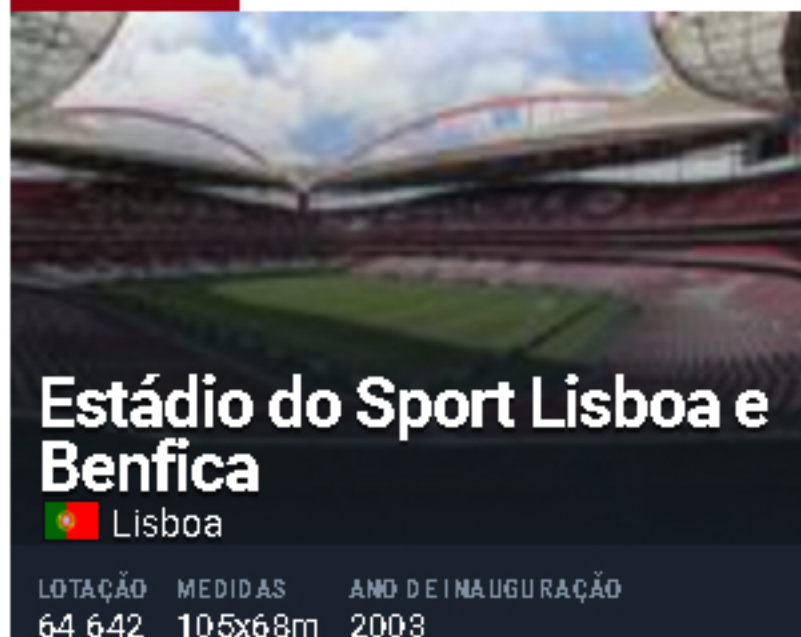 Estádio do Sport Lisboa e
Benfica
Lisboa
LOTAÇÃO MEDIDAS ANO DE INAUGURAÇÃO
64 642 105x68m 2003